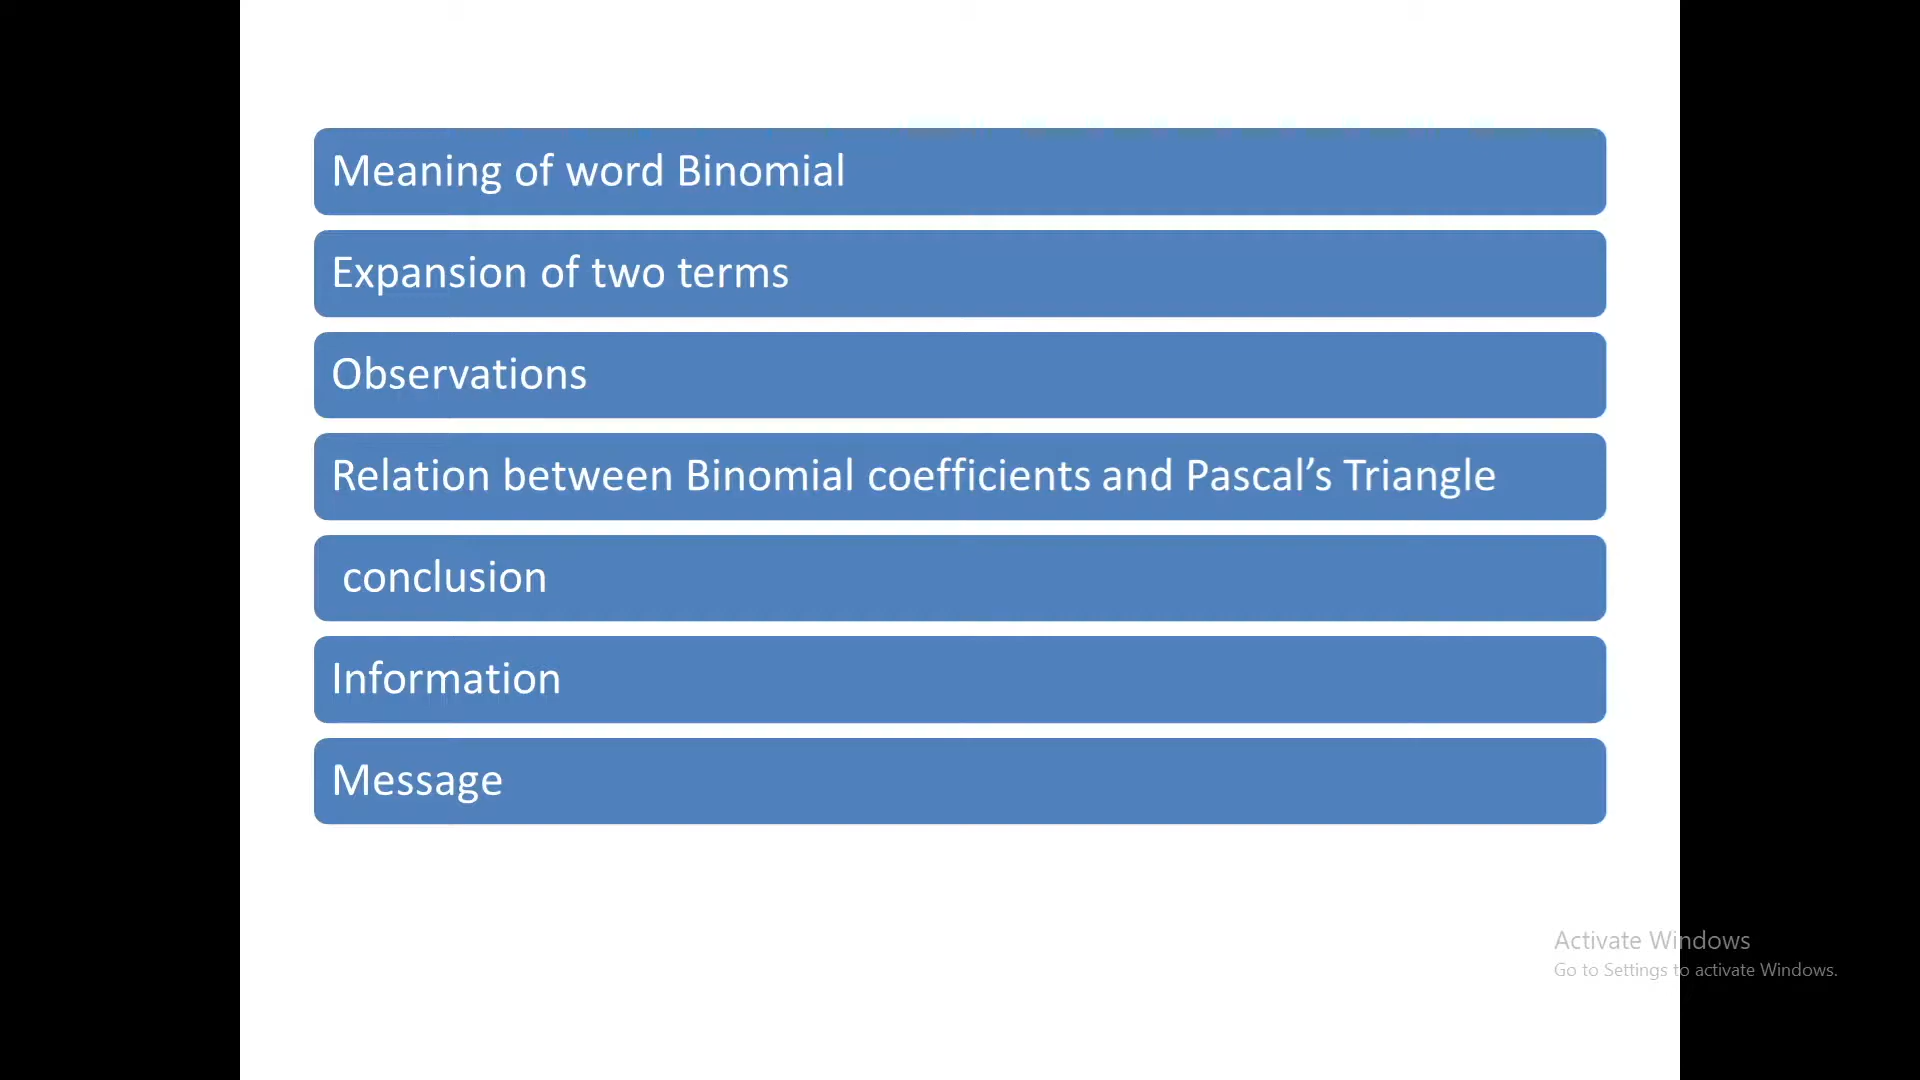 Meaning of word Binomial
Expansion of two terms
Observations
Relation between Binomial coefficients and Pascal’s Triangle
conclusion
Information
Message
Activate Windows
Go to Settings to activate Windows.